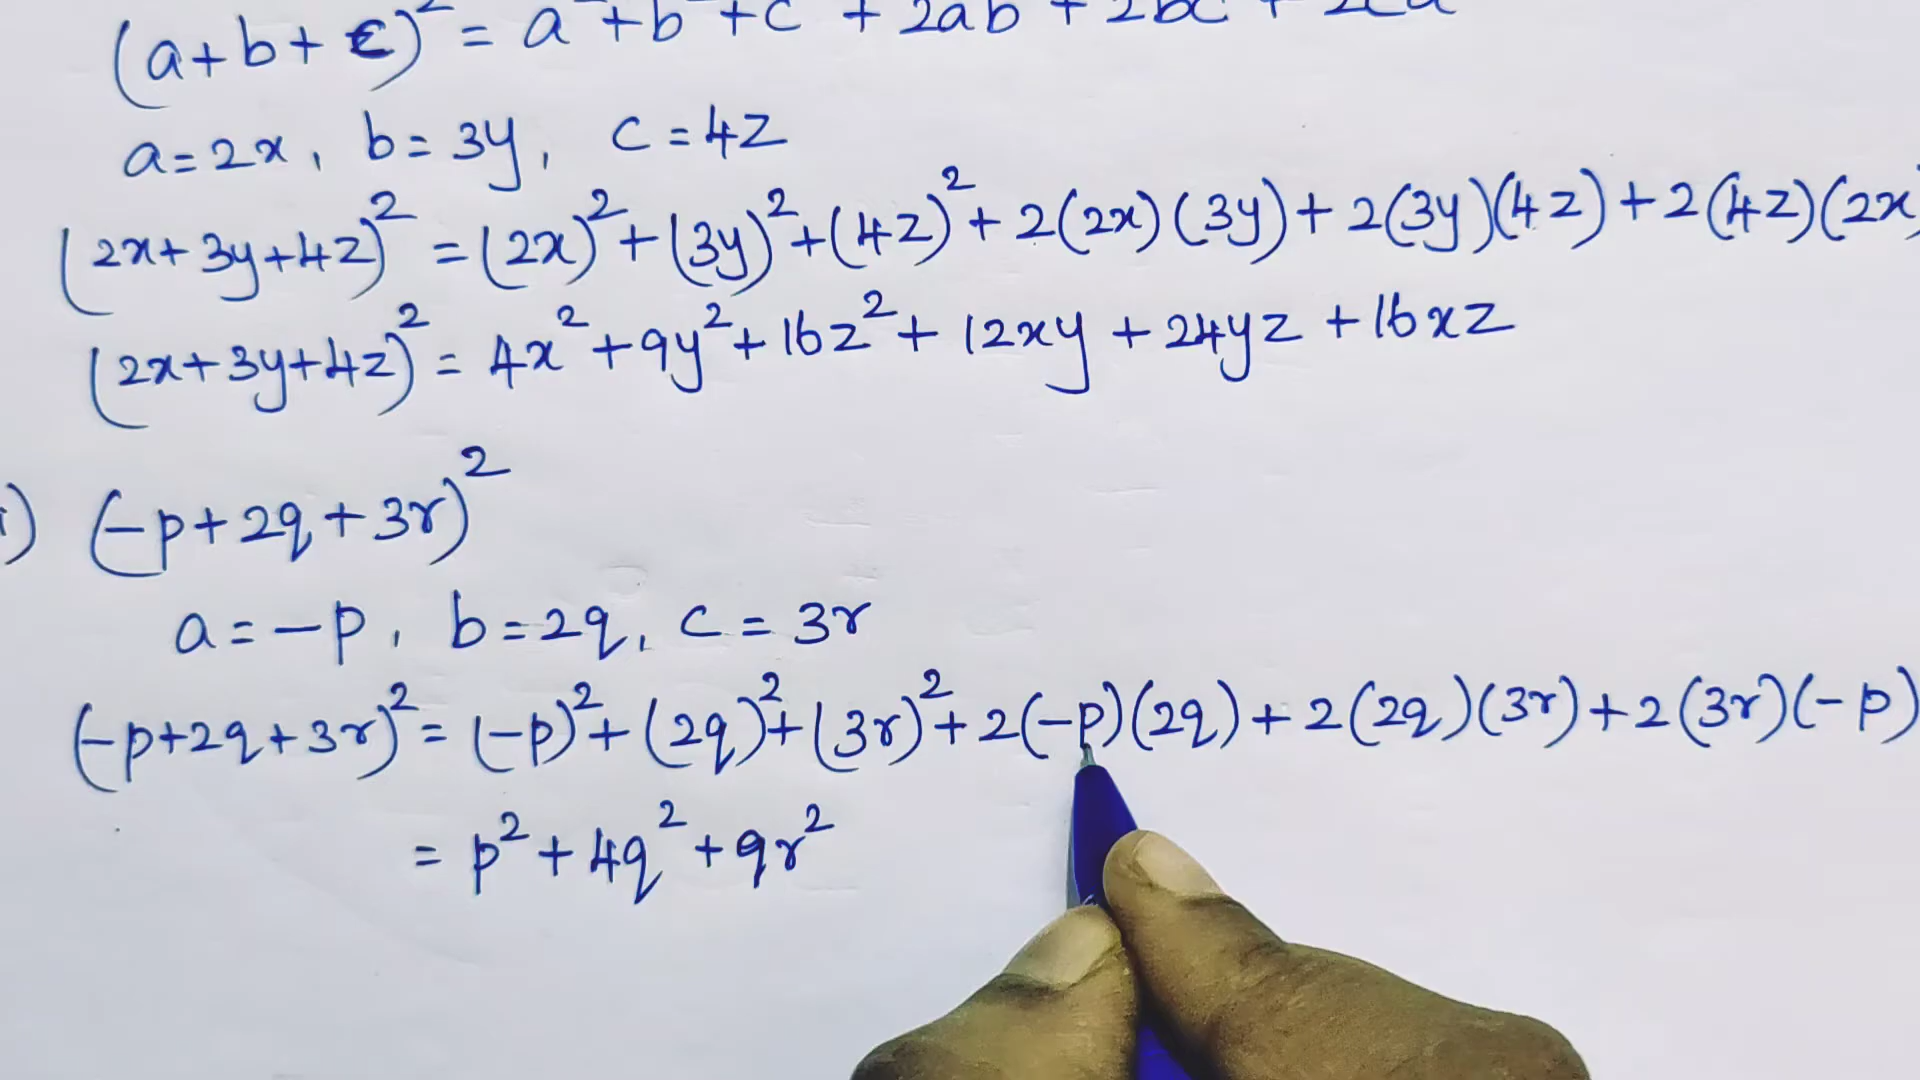 (a+b+c)² = a²+b²+c² + 2ab + 2bc + 2ca
a=2x, b=3y, c=4z
(2x+3y+4z)² = (2x)²+(3y)²+(4z)²+2(2x)(3y)+2(3y)(4z)+2(4z)(2x)
(2x+3y+4z)² = 4x²+9y²+16z²+12xy+24yz+16xz
i) (-p+2q+3r)²
a=-p, b=2q, c=3r
(-p+2q+3r)² = (-p)²+(2q)²+(3r)²+2(-p)(2q)+2(2q)(3r)+2(3r)(-p)
= p²+4q²+9r²